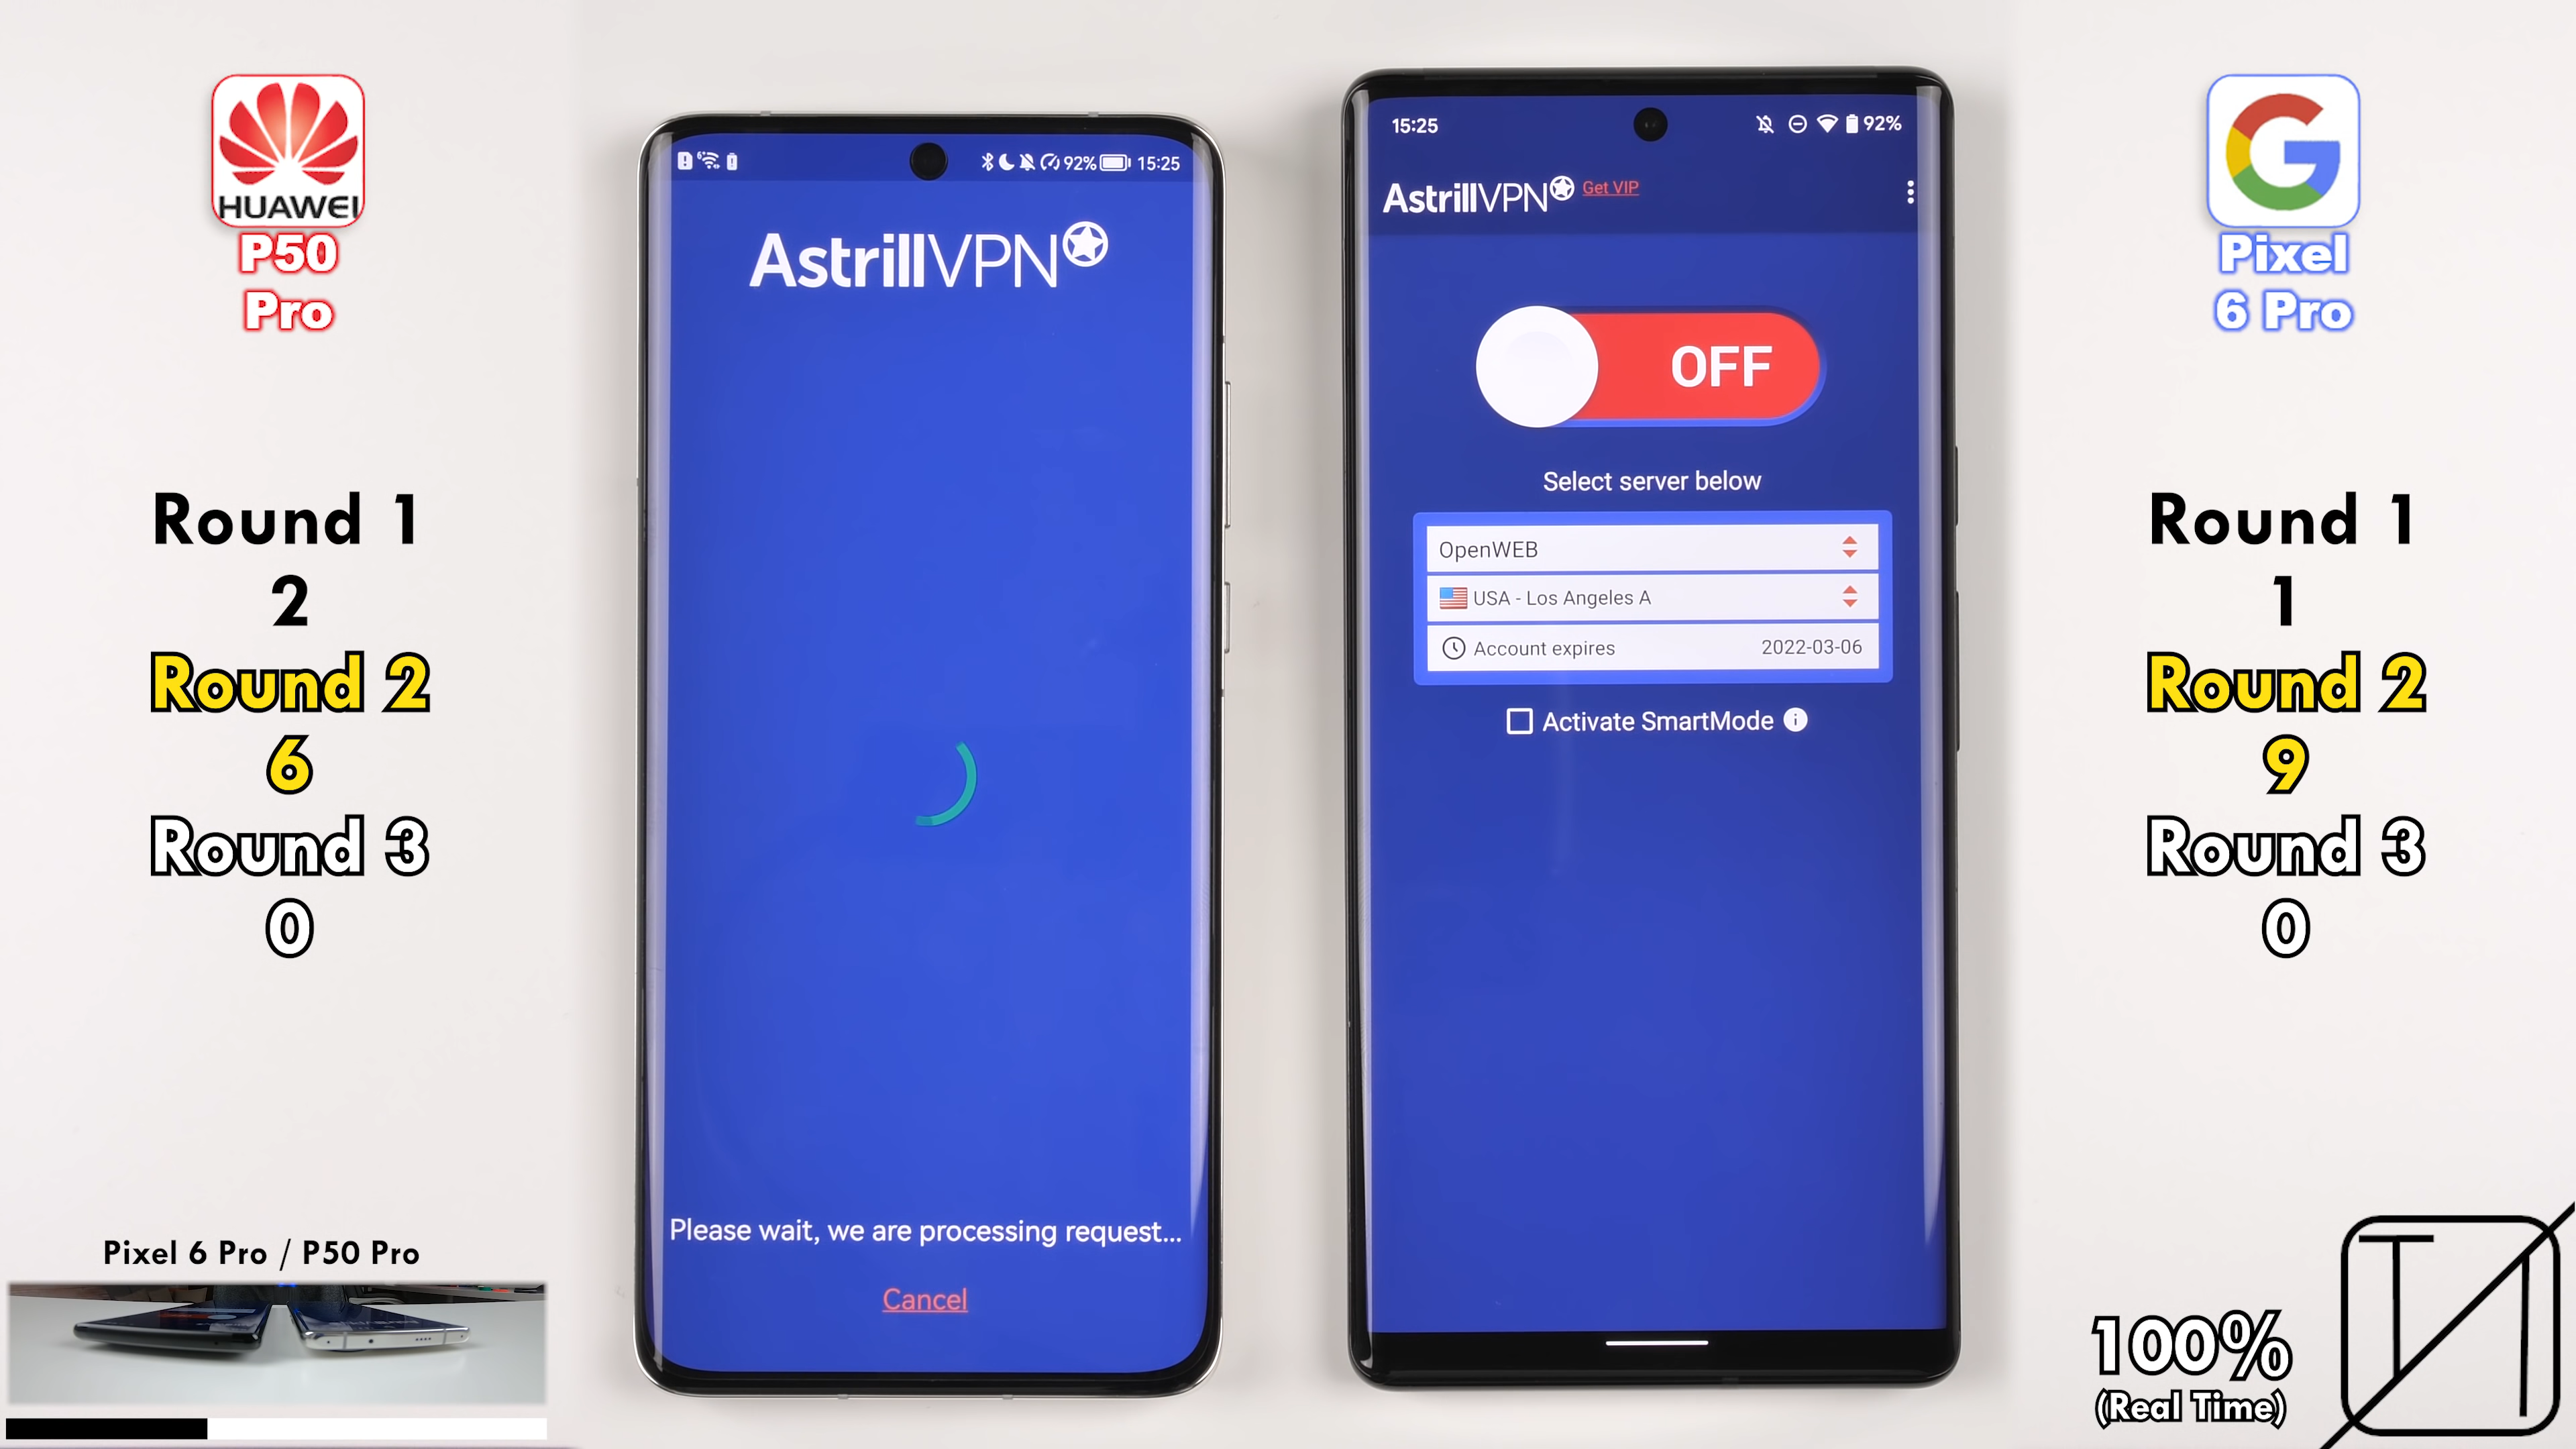 HUAWEI
P50
Pro
Round 1
2
Round 2
6
Round 3
0
Pixel 6 Pro / P50 Pro
92% 15:25
AstrillVPN
Please wait, we are processing request...
Cancel
15:25
92%
AstrillVPN Get VIP
OFF
Select server below
OpenWEB
USA - Los Angeles A
Account expires 2022-03-06
Activate SmartMode
G
Pixel
6 Pro
Round 1
1
Round 2
9
Round 3
0
100%
(Real Time)